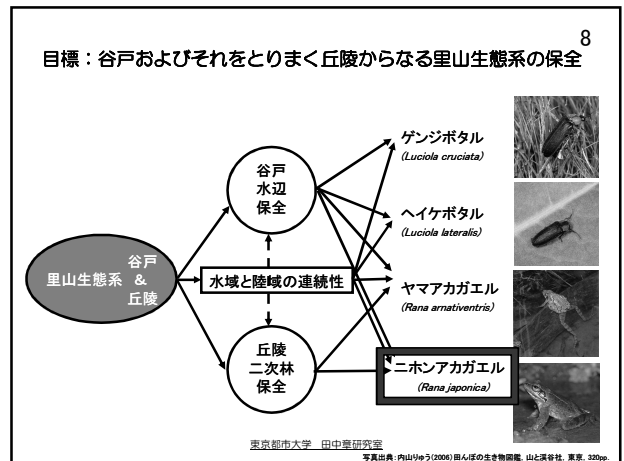 8
目標：谷戸およびそれをとりまく丘陵からなる里山生態系の保全
谷戸
水辺
保全
ゲンジボタル
(Luciola cruciata)
ヘイケボタル
(Luciola lateralis)
里山生態系
谷戸
&
丘陵
水域と陸域の連続性
ヤマアカガエル
(Rana arnativentris)
丘陵
二次林
保全
ニホンアカガエル
(Rana japonica)
東京都市大学　田中章研究室
写真出典：内山りゅう(2006)田んぼの生き物図鑑, 山と渓谷社, 東京, 320pp.